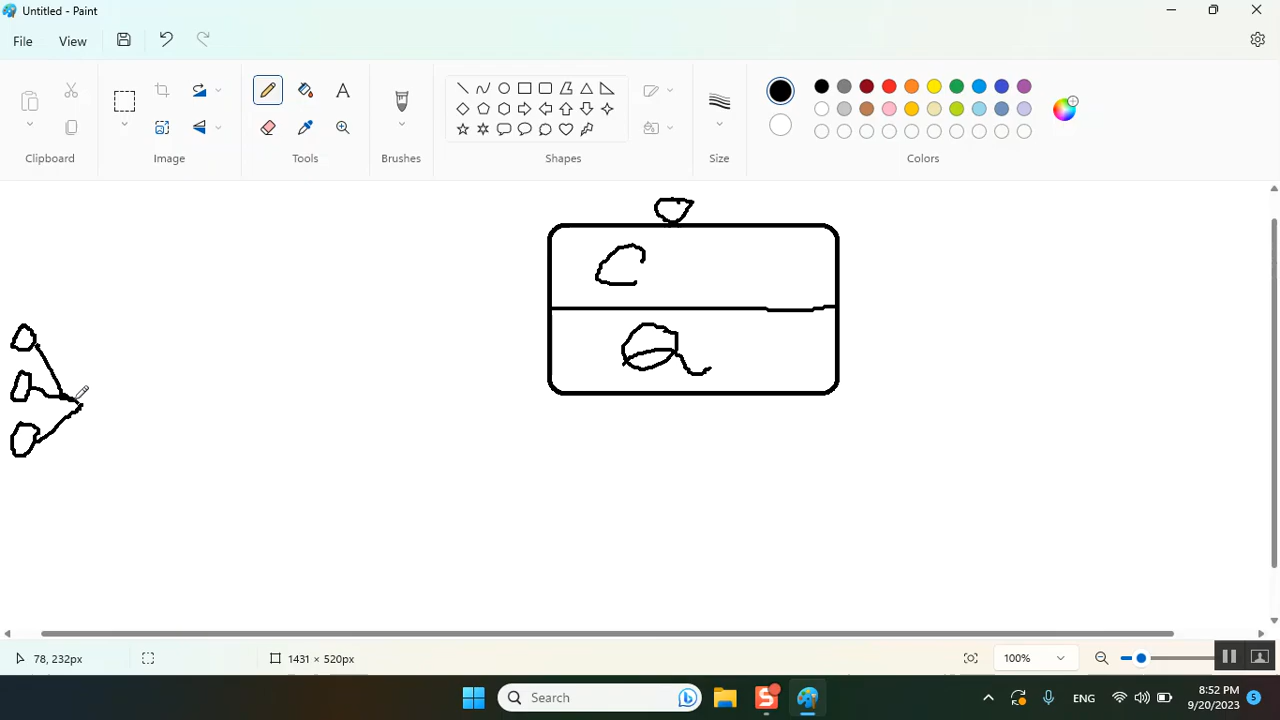 Untitled - Paint
File View
Clipboard Image Tools Brushes Shapes Size Colors
A
C
a
78, 232px 1431 × 520px 100%
Search ENG 8:52 PM
9/20/2023 5